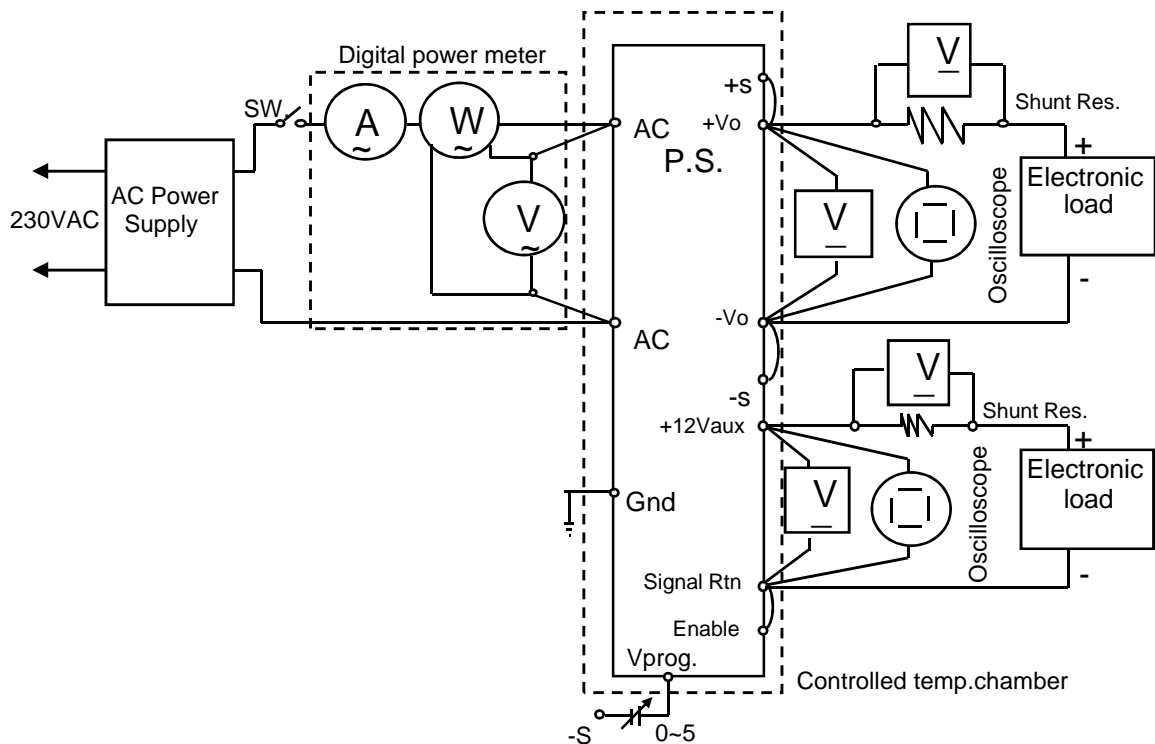 Digital power meter
SW.
A
~
W
~
V
~
AC Power
Supply
230VAC
AC
P.S.
AC
Gnd
Vprog.
-S
0~5
+s
+Vo
-Vo
-s
+12Vaux
Signal Rtn
Enable
V
Shunt Res.
V
Oscilloscope
+
Electronic
load
-
V
Shunt Res.
V
Oscilloscope
+
Electronic
load
-
Controlled temp.chamber